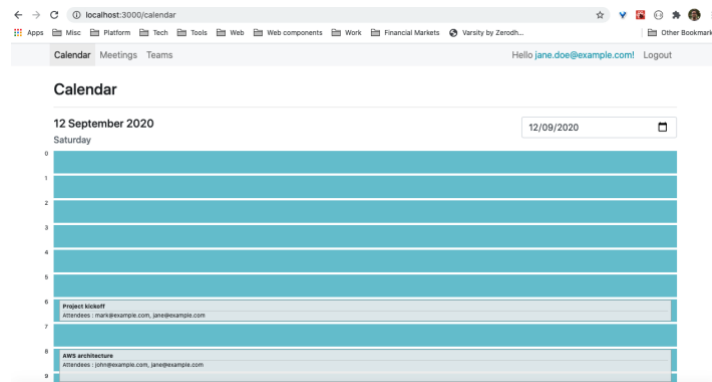 localhost:3000/calendar
Apps Misc Platform Tech Tools Web Web components Work Financial Markets Varsity by Zerodh... Other Bookmark
Calendar Meetings Teams Hello jane.doe@example.com! Logout
Calendar
12 September 2020 12/09/2020
Saturday
0
1
2
3
4
5
6
Project kickoff
Attendees : mark@example.com, jane@example.com
7
8
AWS architecture
Attendees : john@example.com, jane@example.com
9